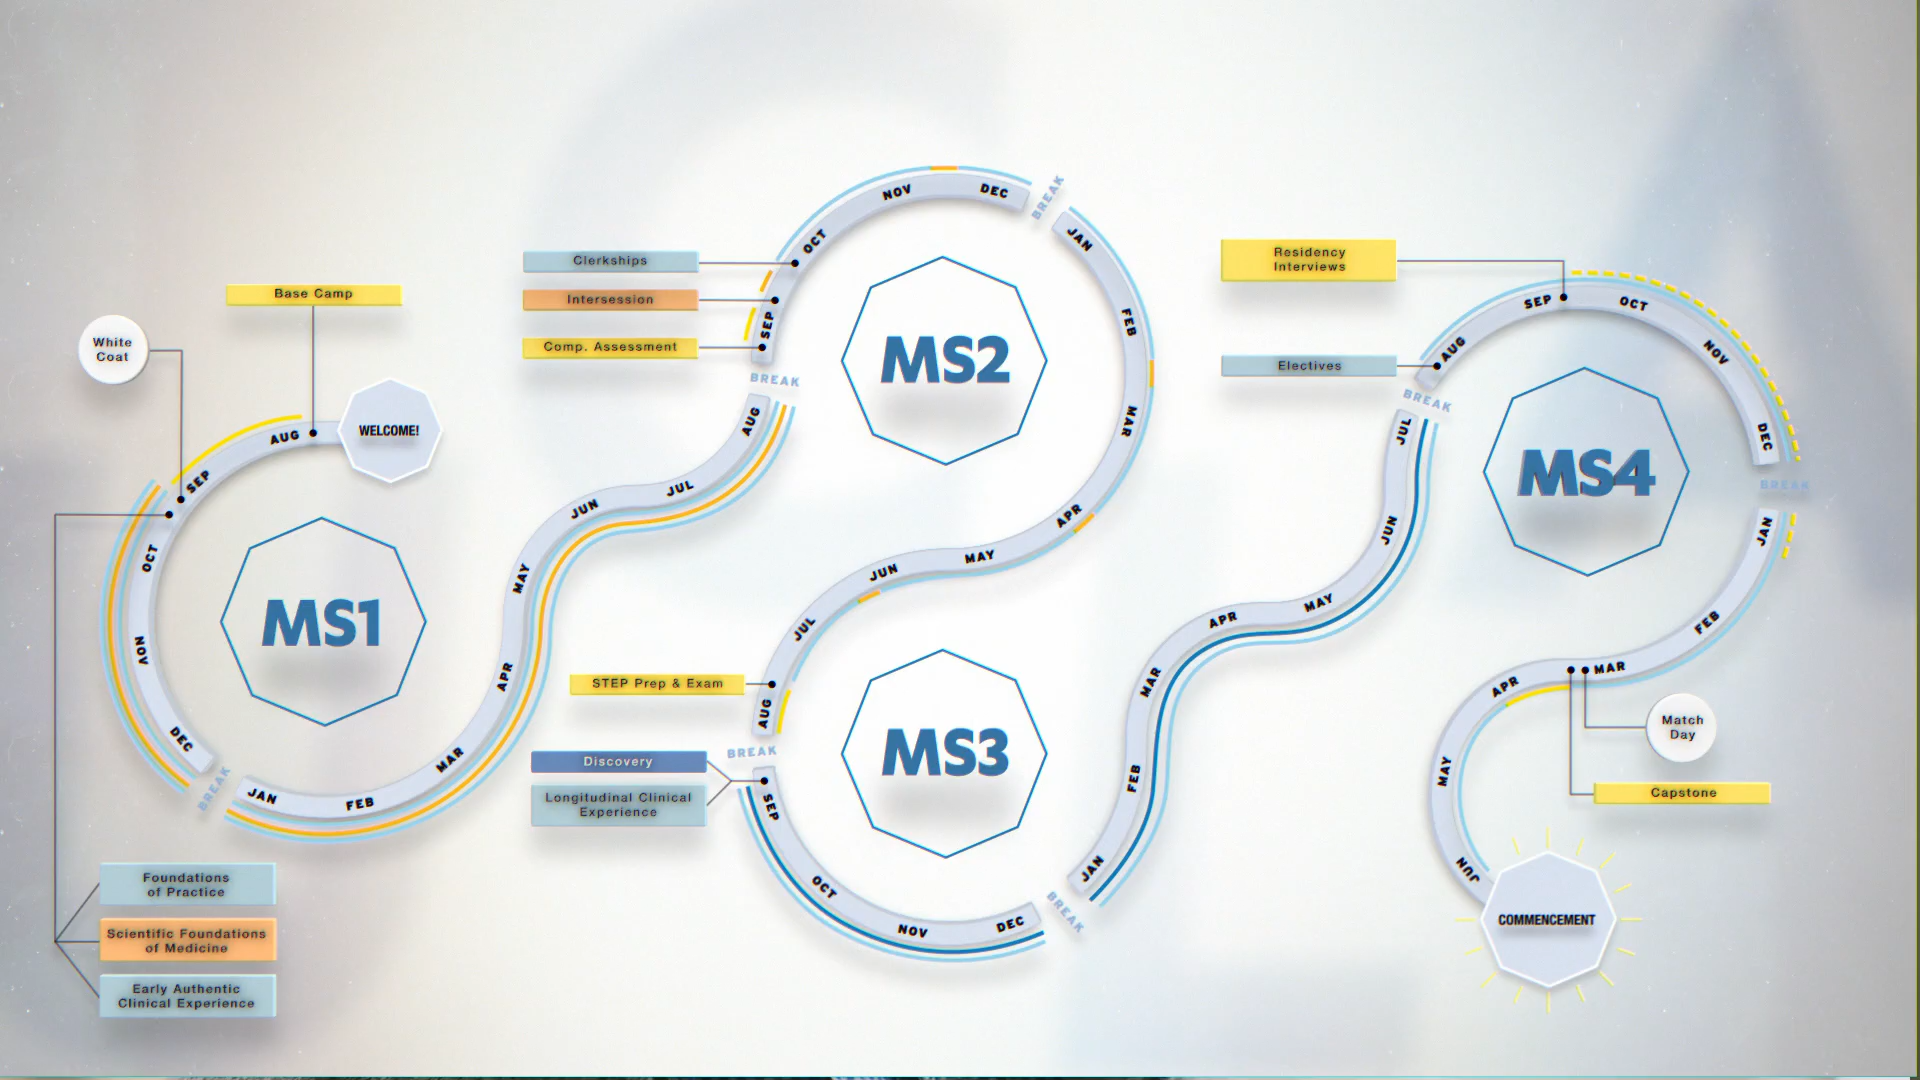 WELCOME!
Base Camp
White
Coat
AUG
SEP
OCT
NOV
DEC
BREAK
JAN
FEB
MAR
APR
MAY
JUN
JUL
AUG
BREAK
MS1
Foundations
of Practice
Scientific Foundations
of Medicine
Early Authentic
Clinical Experience
Clerkships
Intersession
Comp. Assessment
SEP
OCT
NOV
DEC
BREAK
JAN
FEB
MAR
APR
MAY
JUN
JUL
AUG
BREAK
MS2
STEP Prep & Exam
Discovery
Longitudinal Clinical
Experience
SEP
OCT
NOV
DEC
BREAK
JAN
FEB
MAR
APR
MAY
JUN
JUL
BREAK
MS3
Residency
Interviews
Electives
AUG
SEP
OCT
NOV
DEC
BREAK
JAN
FEB
MAR
APR
MAY
JUN
MS4
Match
Day
Capstone
COMMENCEMENT